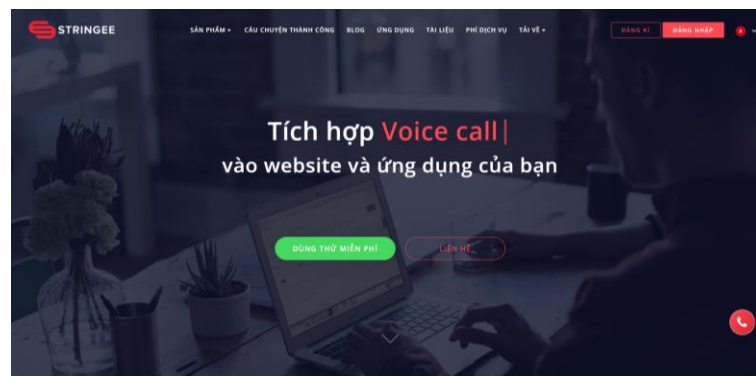 STRINGEE
SẢN PHẨM CÂU CHUYỆN THÀNH CÔNG BLOG ỨNG DỤNG TÀI LIỆU PHÍ DỊCH VỤ TẢI VỀ
ĐĂNG KÍ ĐĂNG NHẬP
Tích hợp Voice call|
vào website và ứng dụng của bạn
DÙNG THỬ MIỄN PHÍ LIÊN HỆ